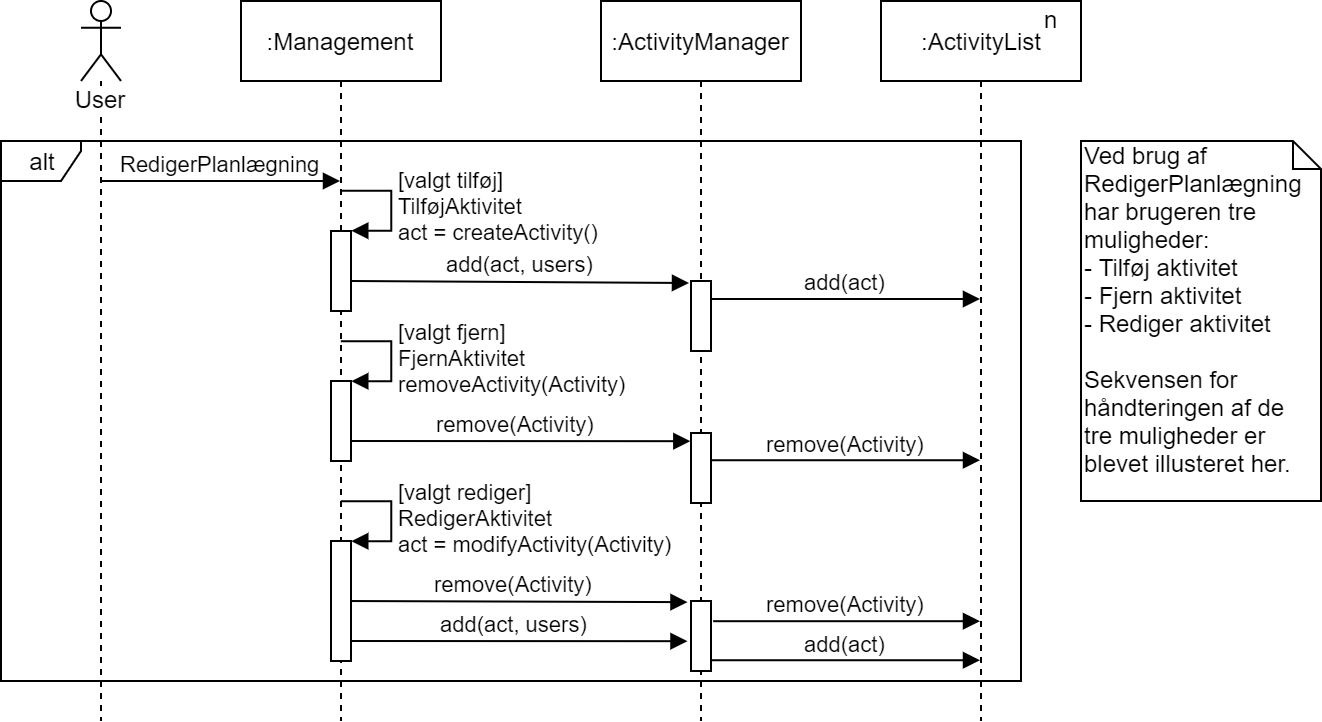 :Management
:ActivityManager
:ActivityList
n
User
alt
RedigerPlanlægning
[valgt tilføj]
TilføjAktivitet
act = createActivity()
add(act, users)
add(act)
[valgt fjern]
FjernAktivitet
removeActivity(Activity)
remove(Activity)
remove(Activity)
[valgt rediger]
RedigerAktivitet
act = modifyActivity(Activity)
remove(Activity)
remove(Activity)
add(act, users)
add(act)
Ved brug af
RedigerPlanlægning
har brugeren tre
muligheder:
- Tilføj aktivitet
- Fjern aktivitet
- Rediger aktivitet
Sekvensen for
håndteringen af de
tre muligheder er
blevet illusteret her.